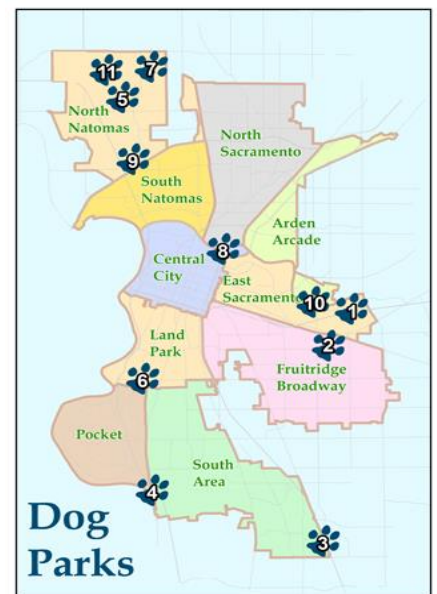 11
7
5
North
Natomas
9
South
Natomas
North
Sacramento
Arden
Arcade
8
Central
City
East
Sacramento
10
1
2
Land
Park
Fruitridge
Broadway
6
Pocket
South
Area
4
3
Dog
Parks